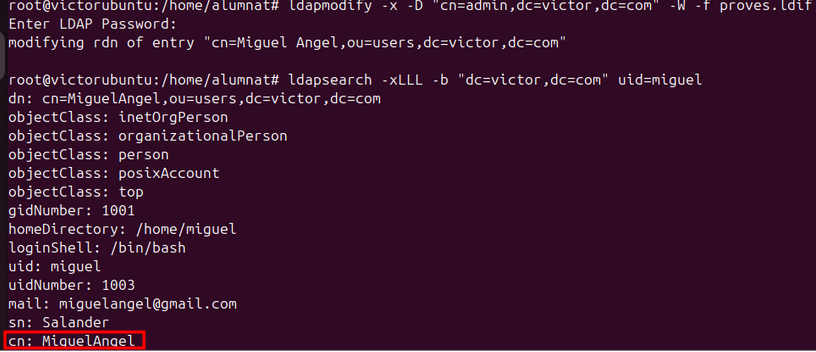 root@victorubuntu:/home/alumnat# ldapmodify -x -D "cn=admin,dc=victor,dc=com" -W -f proves.ldif
Enter LDAP Password:
modifying rdn of entry "cn=Miguel Angel,ou=users,dc=victor,dc=com"
root@victorubuntu:/home/alumnat# ldapsearch -xLLL -b "dc=victor,dc=com" uid=miguel
dn: cn=MiguelAngel,ou=users,dc=victor,dc=com
objectClass: inetOrgPerson
objectClass: organizationalPerson
objectClass: person
objectClass: posixAccount
objectClass: top
gidNumber: 1001
homeDirectory: /home/miguel
loginShell: /bin/bash
uid: miguel
uidNumber: 1003
mail: miguelangel@gmail.com
sn: Salander
cn: MiguelAngel